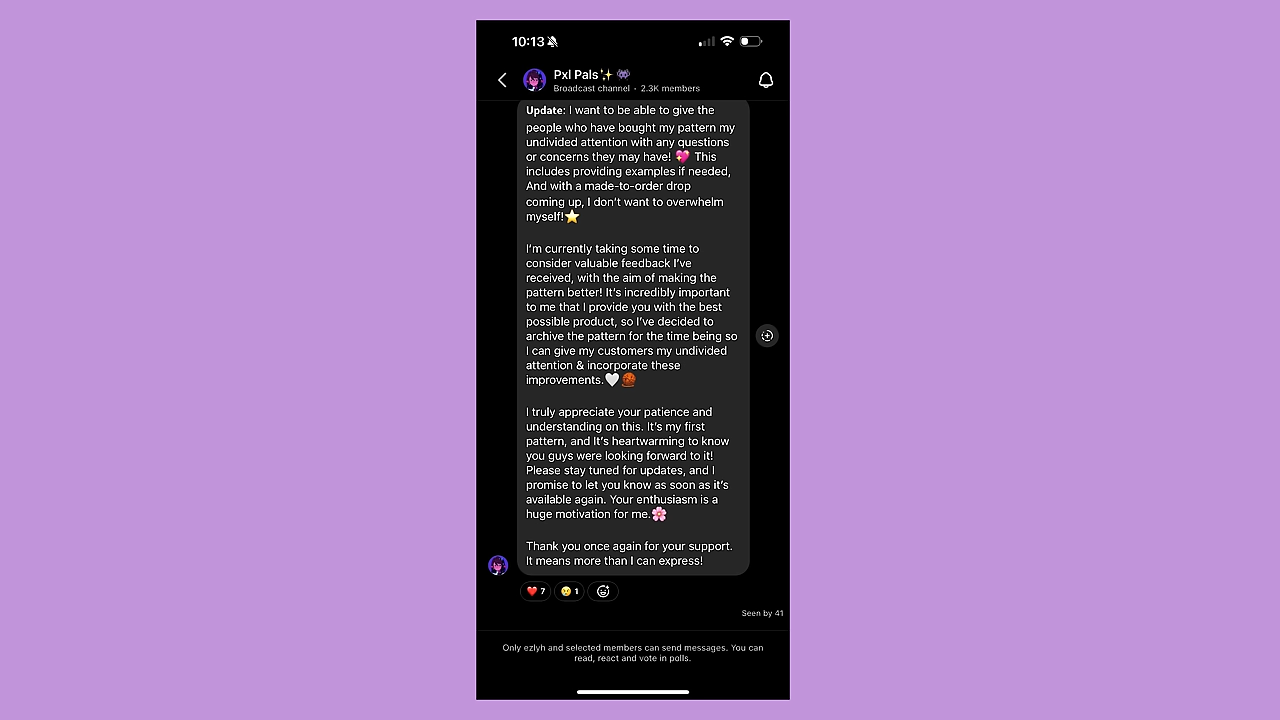 10:13
Pxl Pals✨👾
Broadcast channel · 2.3K members
Update: I want to be able to give the
people who have bought my pattern my
undivided attention with any questions
or concerns they may have! 💖 This
includes providing examples if needed,
And with a made-to-order drop
coming up, I don't want to overwhelm
myself!⭐
I'm currently taking some time to
consider valuable feedback I've
received, with the aim of making the
pattern better! It's incredibly important
to me that I provide you with the best
possible product, so I've decided to
archive the pattern for the time being so
I can give my customers my undivided
attention & incorporate these
improvements.🤍🧶
I truly appreciate your patience and
understanding on this. It's my first
pattern, and It's heartwarming to know
you guys were looking forward to it!
Please stay tuned for updates, and I
promise to let you know as soon as it's
available again. Your enthusiasm is a
huge motivation for me.🌸
Thank you once again for your support.
It means more than I can express!
❤️ 7 😢 1
Seen by 41
Only ezlyh and selected members can send messages. You can
read, react and vote in polls.